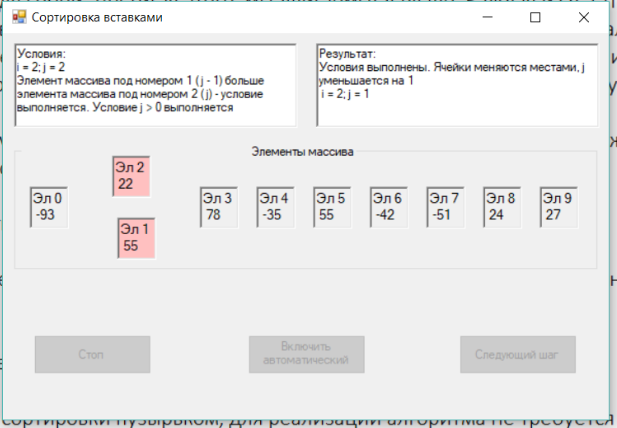 Сортировка вставками
Условия:
i = 2; j = 2
Элемент массива под номером 1 (j - 1) больше
элемента массива под номером 2 (j) - условие
выполняется. Условие j > 0 выполняется
Результат:
Условия выполнены. Ячейки меняются местами, j
уменьшается на 1
i = 2; j = 1
Элементы массива
Эл 0
-93
Эл 2
22
Эл 1
55
Эл 3
78
Эл 4
-35
Эл 5
55
Эл 6
-42
Эл 7
-51
Эл 8
24
Эл 9
27
Стоп
Включить
автоматический
Следующий шаг
сортировки пузырьком, для реализации алгоритма не требуется